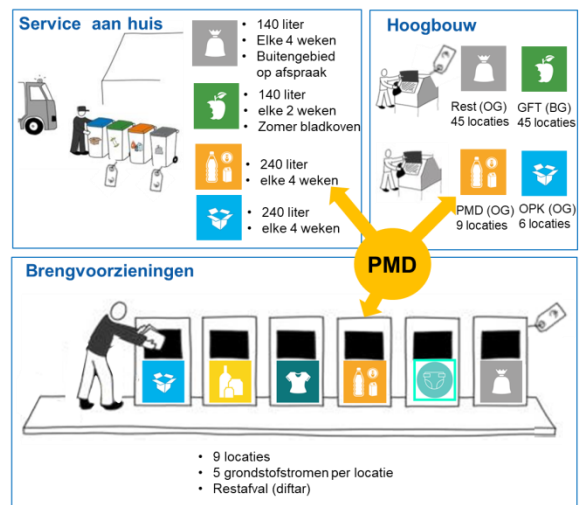 Service aan huis
• 140 liter
• Elke 4 weken
• Buitengebied
op afspraak
• 140 liter
• elke 2 weken
• Zomer bladkoven
• 240 liter
• elke 4 weken
• 240 liter
• elke 4 weken
Hoogbouw
Rest (OG)
45 locaties
GFT (BG)
45 locaties
PMD (OG)
9 locaties
OPK (OG)
6 locaties
PMD
Brengvoorzieningen
• 9 locaties
• 5 grondstofstromen per locatie
• Restafval (diftar)